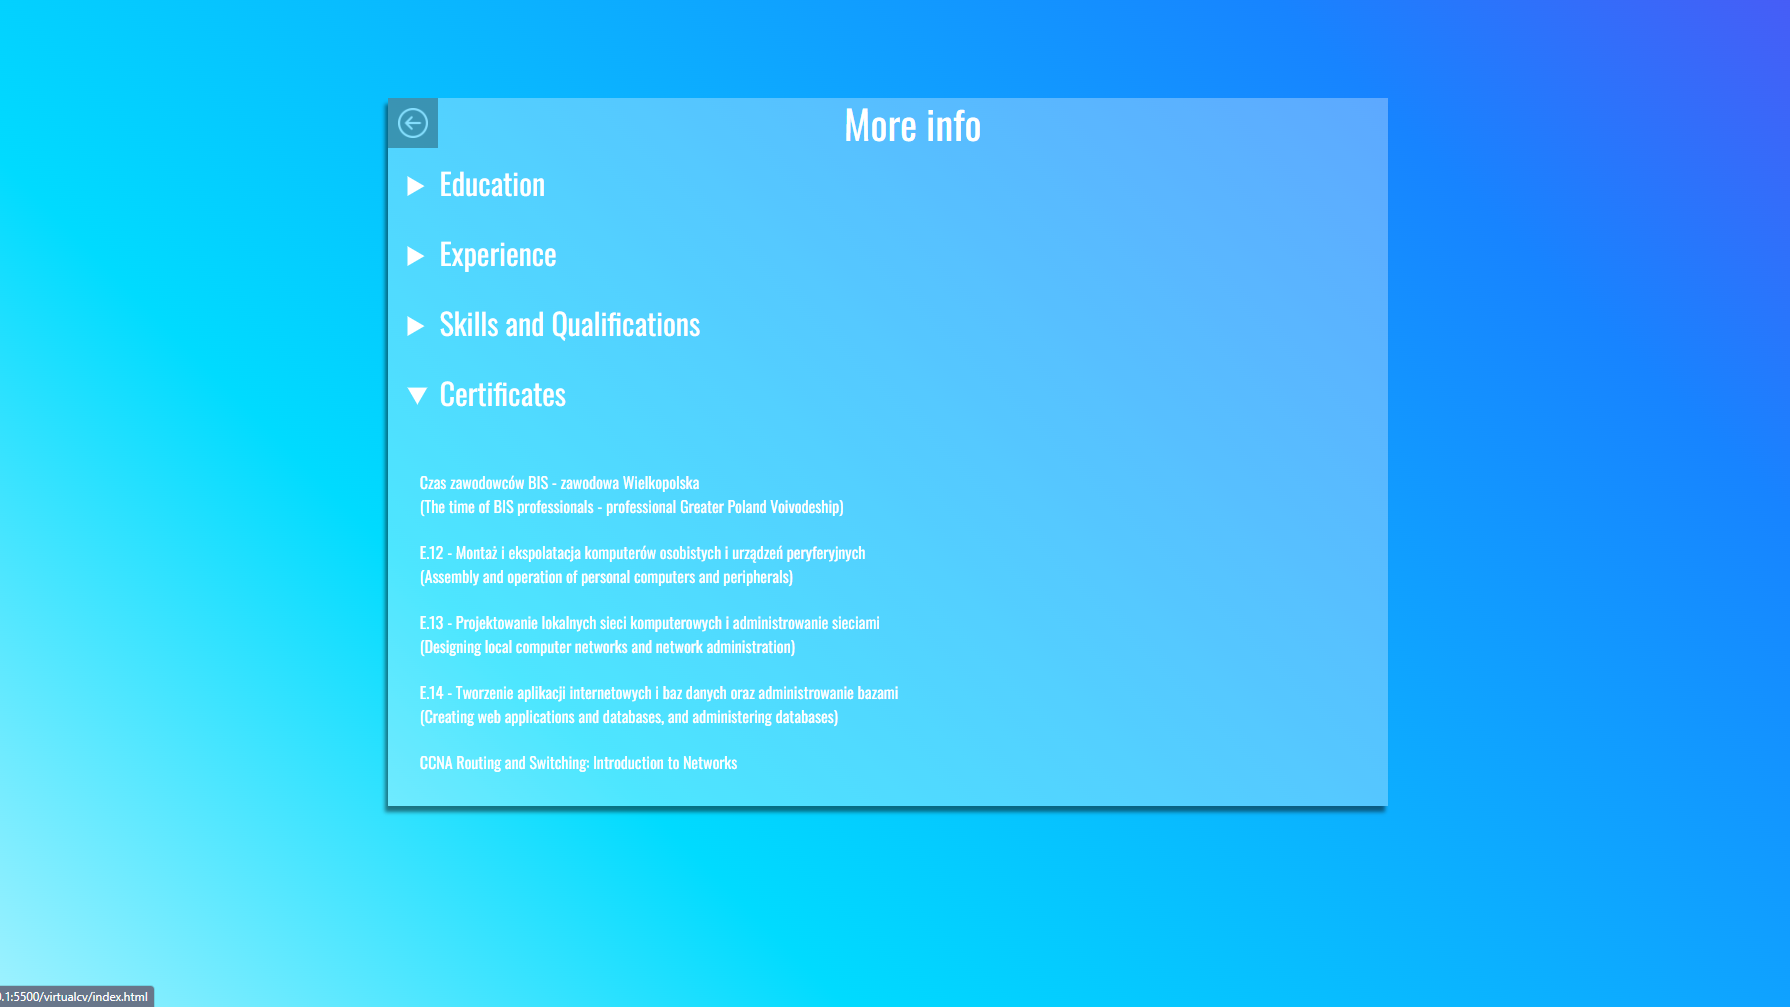 More info
Education
Experience
Skills and Qualifications
Certificates
Czas zawodowców BIS - zawodowa Wielkopolska
(The time of BIS professionals - professional Greater Poland Voivodeship)
E.12 - Montaż i ekspolatacja komputerów osobistych i urządzeń peryferyjnych
(Assembly and operation of personal computers and peripherals)
E.13 - Projektowanie lokalnych sieci komputerowych i administrowanie sieciami
(Designing local computer networks and network administration)
E.14 - Tworzenie aplikacji internetowych i baz danych oraz administrowanie bazami
(Creating web applications and databases, and administering databases)
CCNA Routing and Switching: Introduction to Networks
.1:5500/virtualcv/index.html